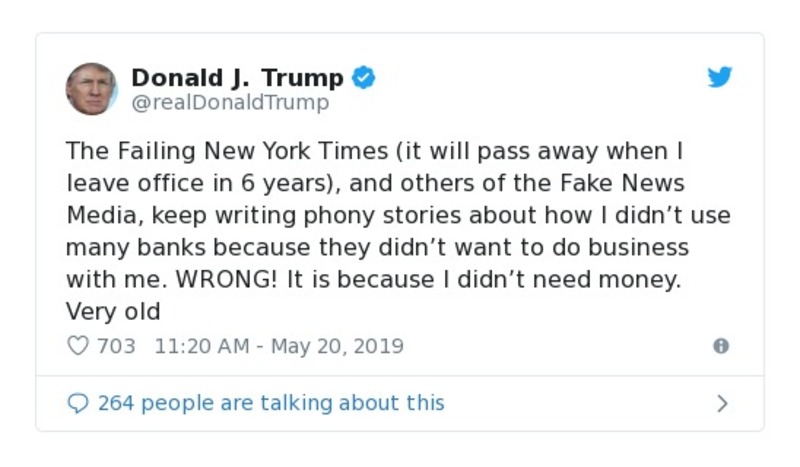 Donald J. Trump
@realDonaldTrump
The Failing New York Times (it will pass away when I
leave office in 6 years), and others of the Fake News
Media, keep writing phony stories about how I didn’t use
many banks because they didn’t want to do business
with me. WRONG! It is because I didn’t need money.
Very old
703 11:20 AM - May 20, 2019
264 people are talking about this